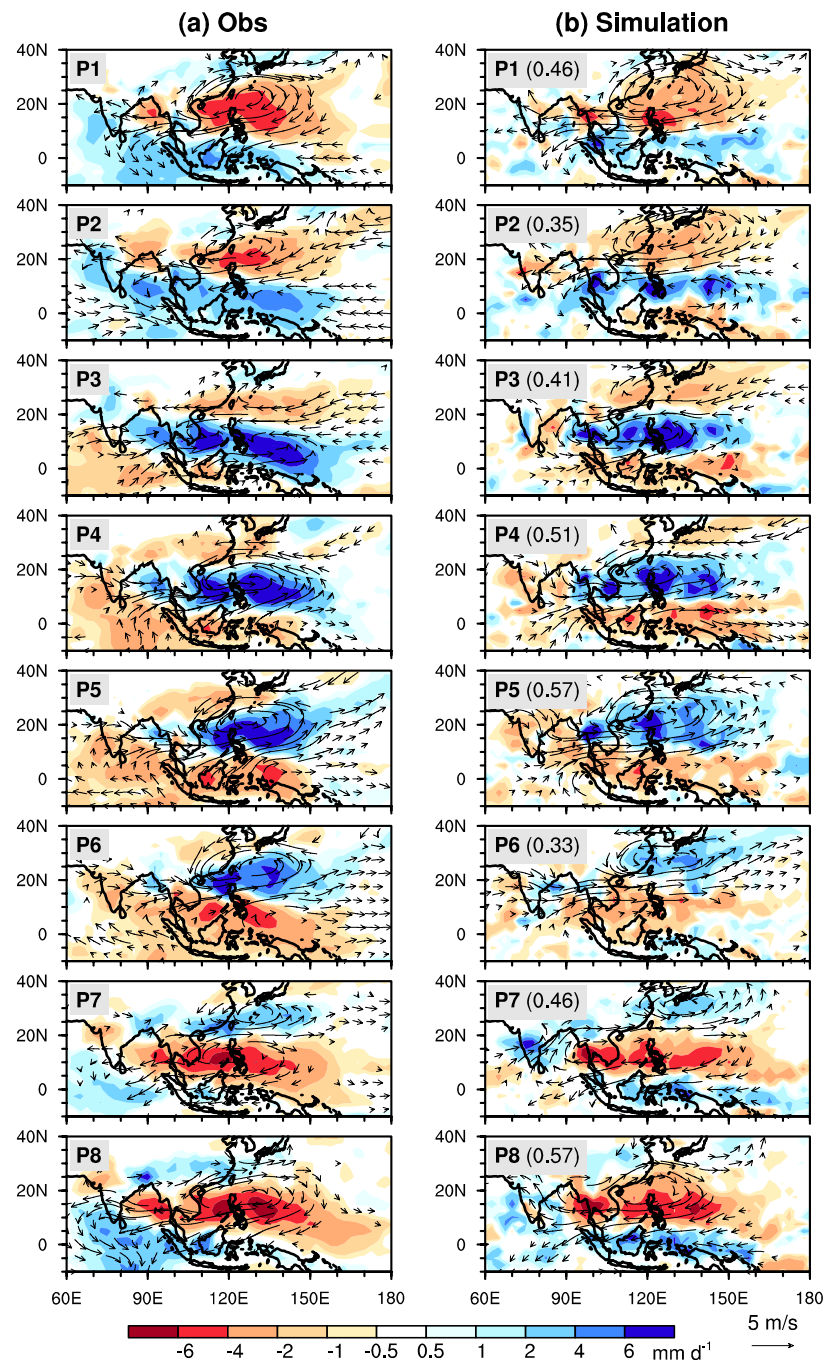 (a) Obs (b) Simulation
40N P1 P1 (0.46)
20N
0
40N P2 P2 (0.35)
20N
0
40N P3 P3 (0.41)
20N
0
40N P4 P4 (0.51)
20N
0
40N P5 P5 (0.57)
20N
0
40N P6 P6 (0.33)
20N
0
40N P7 P7 (0.46)
20N
0
40N P8 P8 (0.57)
20N
0
60E 90E 120E 150E 180 60E 90E 120E 150E 180
5 m/s
-6 -4 -2 -1 -0.5 0 0.5 1 2 4 6 mm d⁻¹